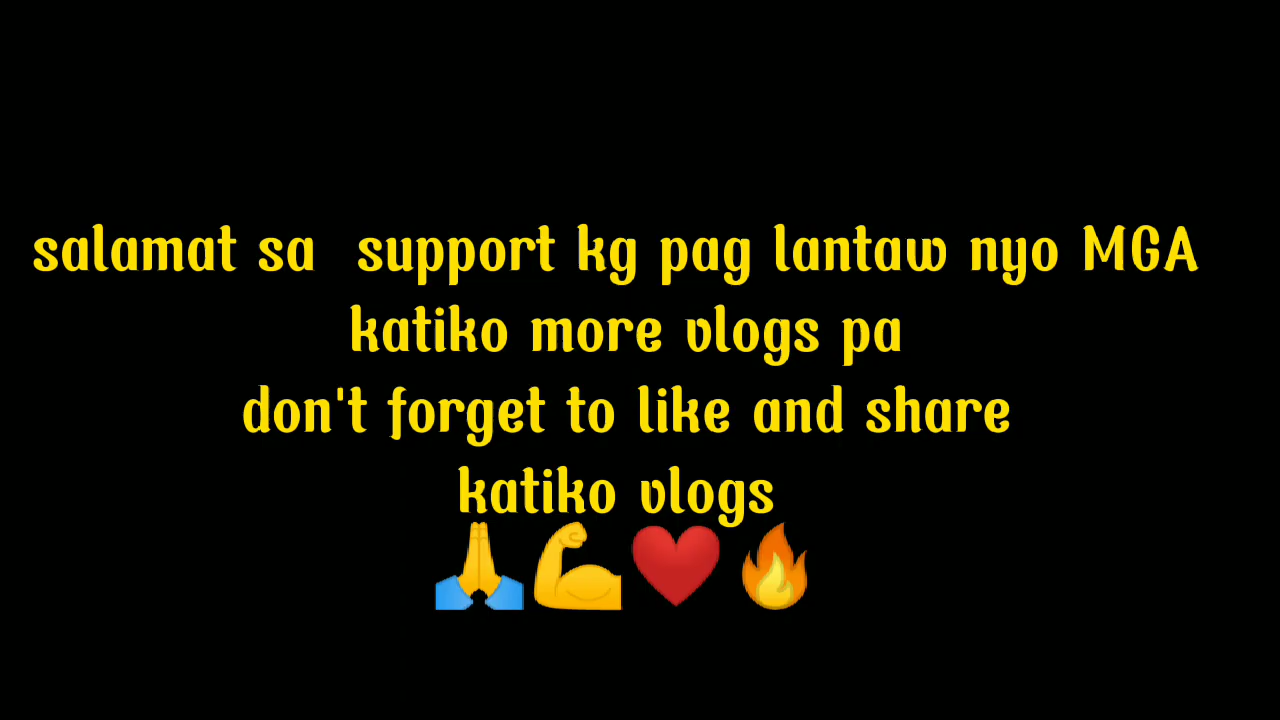 salamat sa  support kg pag lantaw nyo MGA
katiko more vlogs pa
don't forget to like and share
katiko vlogs
🙏💪❤️🔥